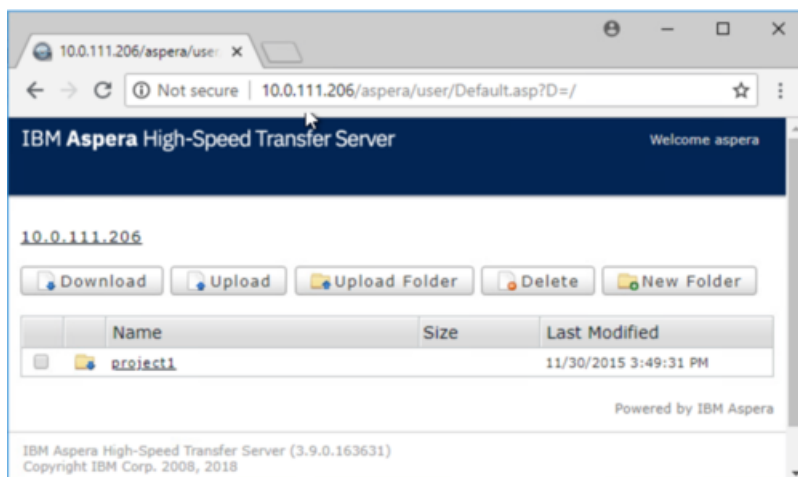 10.0.111.206/aspera/user
Not secure | 10.0.111.206/aspera/user/Default.asp?D=/
IBM Aspera High-Speed Transfer Server
Welcome aspera
10.0.111.206
Download Upload Upload Folder Delete New Folder
Name Size Last Modified
project1 11/30/2015 3:49:31 PM
Powered by IBM Aspera
IBM Aspera High-Speed Transfer Server (3.9.0.163631)
Copyright IBM Corp. 2008, 2018